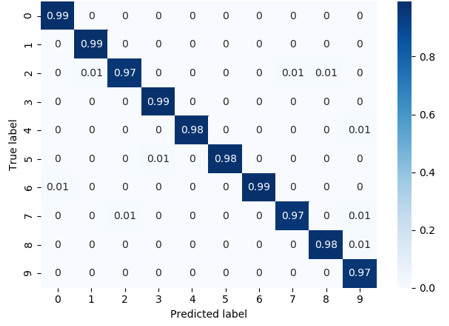 0 0.99 0 0 0 0 0 0 0 0 0
1 0 0.99 0 0 0 0 0 0 0 0
2 0 0.01 0.97 0 0 0 0 0.01 0.01 0
3 0 0 0 0.99 0 0 0 0 0 0
4 0 0 0 0 0.98 0 0 0 0 0.01
5 0 0 0 0.01 0 0.98 0 0 0 0
6 0.01 0 0 0 0 0 0.99 0 0 0
7 0 0 0.01 0 0 0 0 0.97 0 0.01
8 0 0 0 0 0 0 0 0 0.98 0.01
9 0 0 0 0 0 0 0 0 0 0.97
0 1 2 3 4 5 6 7 8 9
Predicted label
True label
0.8
0.6
0.4
0.2
0.0